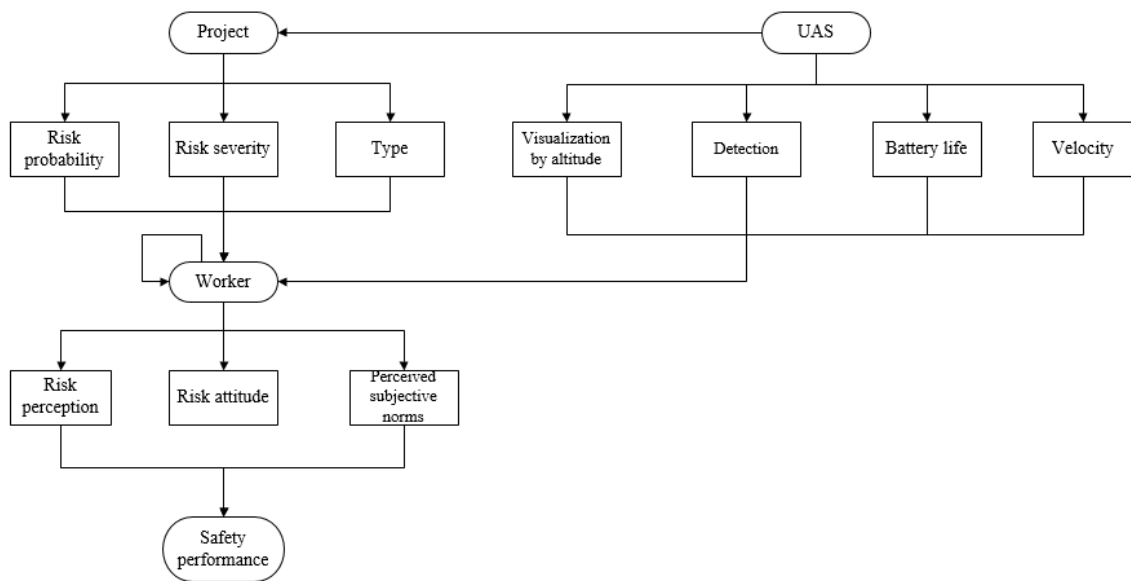 Project
UAS
Risk
probability
Risk severity
Type
Visualization
by altitude
Detection
Battery life
Velocity
Worker
Risk
perception
Risk attitude
Perceived
subjective
norms
Safety
performance